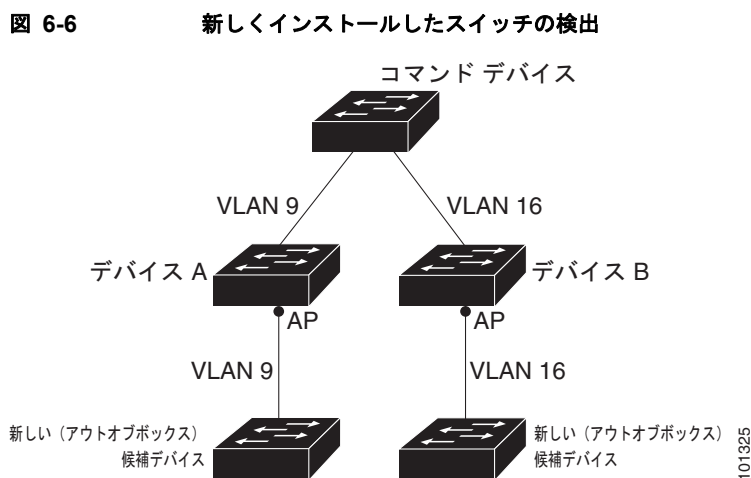 図 6-6 新しくインストールしたスイッチの検出
コマンド デバイス
VLAN 9
VLAN 16
デバイス A
デバイス B
AP
AP
VLAN 9
VLAN 16
新しい（アウトオブボックス）
候補デバイス
新しい（アウトオブボックス）
候補デバイス
101325